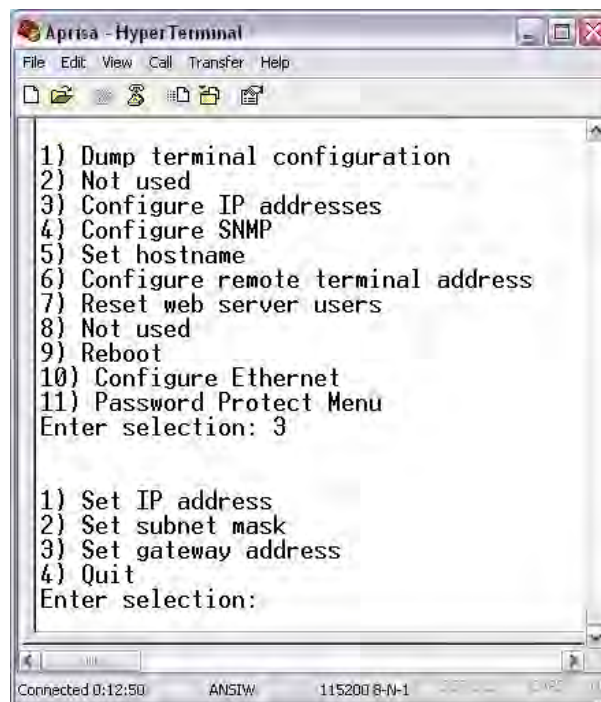 Aprisa - HyperTerminal
File Edit View Call Transfer Help
1) Dump terminal configuration
2) Not used
3) Configure IP addresses
4) Configure SNMP
5) Set hostname
6) Configure remote terminal address
7) Reset web server users
8) Not used
9) Reboot
10) Configure Ethernet
11) Password Protect Menu
Enter selection: 3
1) Set IP address
2) Set subnet mask
3) Set gateway address
4) Quit
Enter selection:
Connected 0:12:50 ANSIW 115200 8-N-1